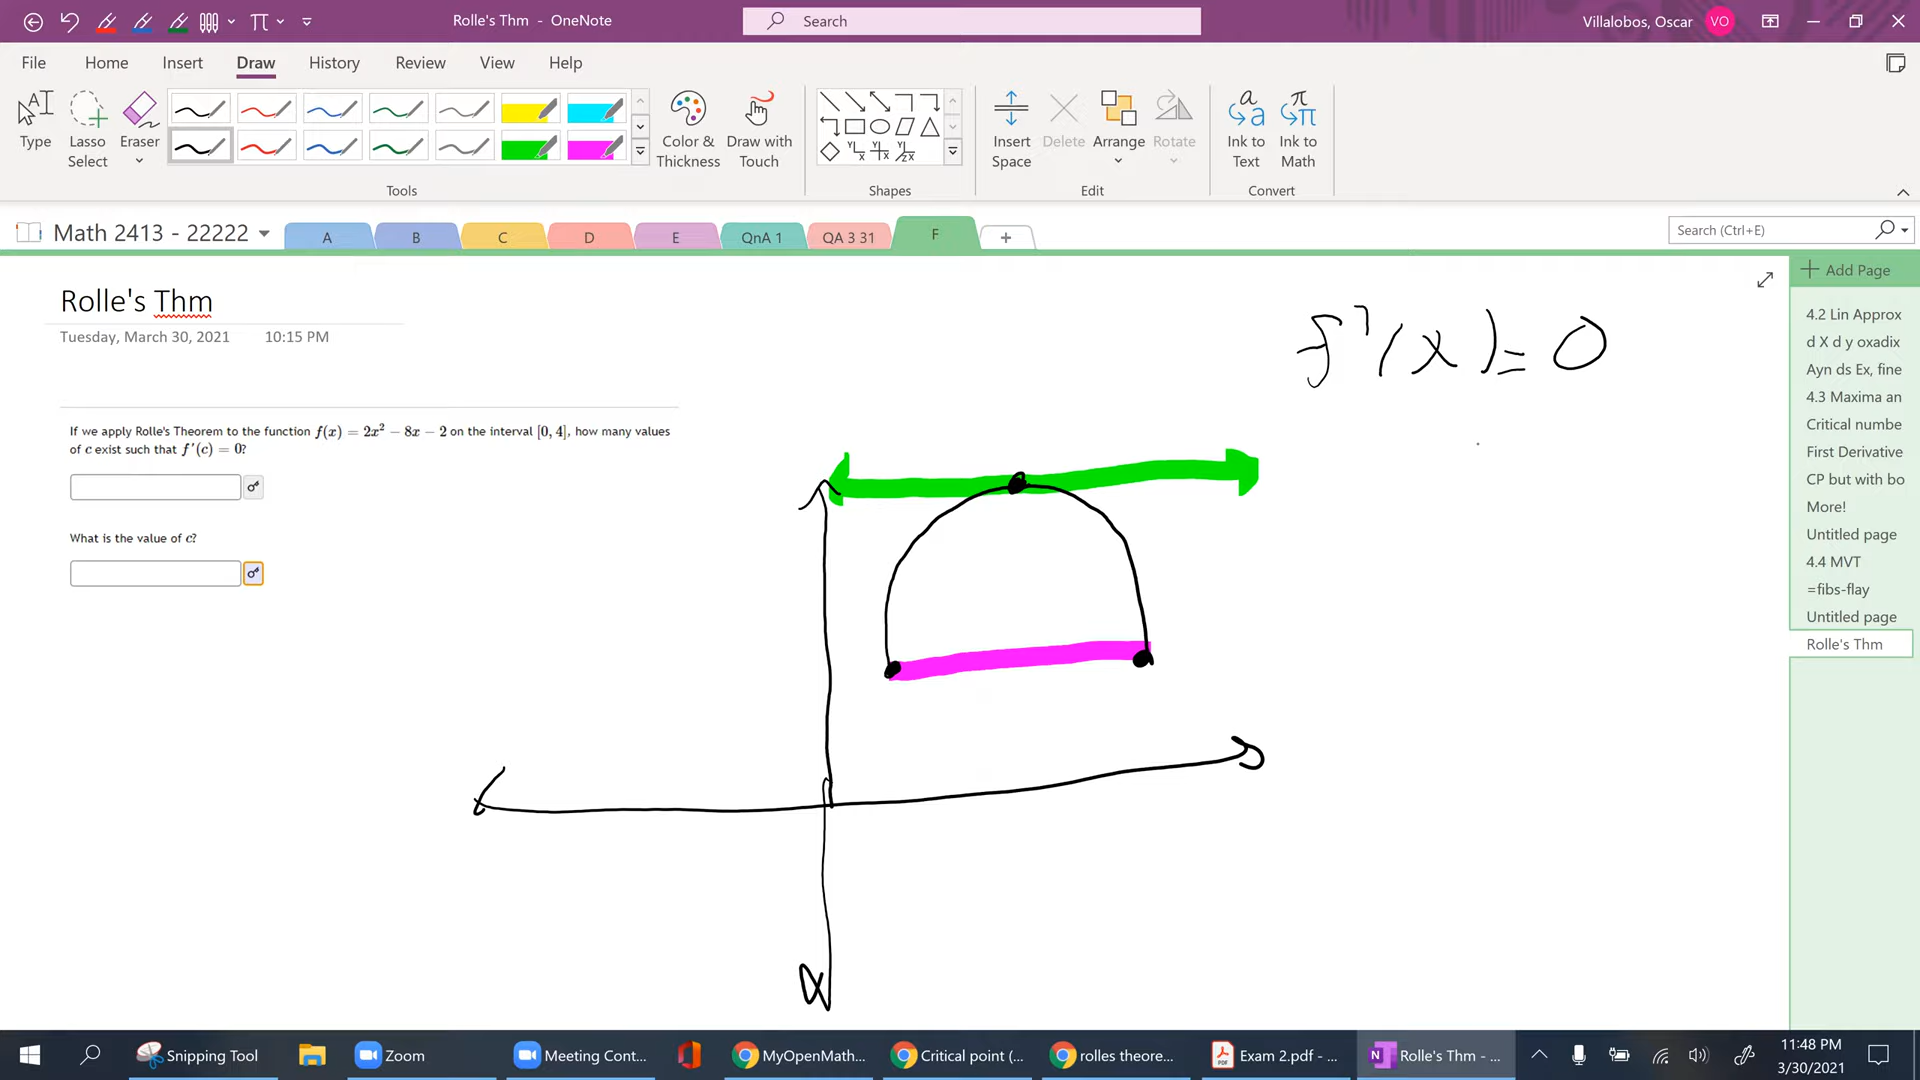 Rolle's Thm - OneNote
Search
Villalobos, Oscar
VO
File Home Insert Draw History Review View Help
Type
Lasso Select
Eraser
Color & Thickness
Draw with Touch
Insert Space
Delete
Arrange
Rotate
Ink to Text
Ink to Math
Tools
Shapes
Edit
Convert
Math 2413 - 22222
A B C D E QnA 1 QA 3 31 F
Search (Ctrl+E)
Add Page
Rolle's Thm
Tuesday, March 30, 2021 10:15 PM
f'(x) = 0
If we apply Rolle's Theorem to the function f(x) = 2x² − 8x − 2 on the interval [0, 4], how many values
of c exist such that f′(c) = 0?
What is the value of c?
4.2 Lin Approx
d X d y oxadix
Ayn ds Ex, fine
4.3 Maxima an
Critical numbe
First Derivative
CP but with bo
More!
Untitled page
4.4 MVT
=fibs-flay
Untitled page
Rolle's Thm
Snipping Tool
Zoom
Meeting Cont...
MyOpenMath...
Critical point (...
rolles theore...
Exam 2.pdf - ...
Rolle's Thm - ...
11:48 PM
3/30/2021